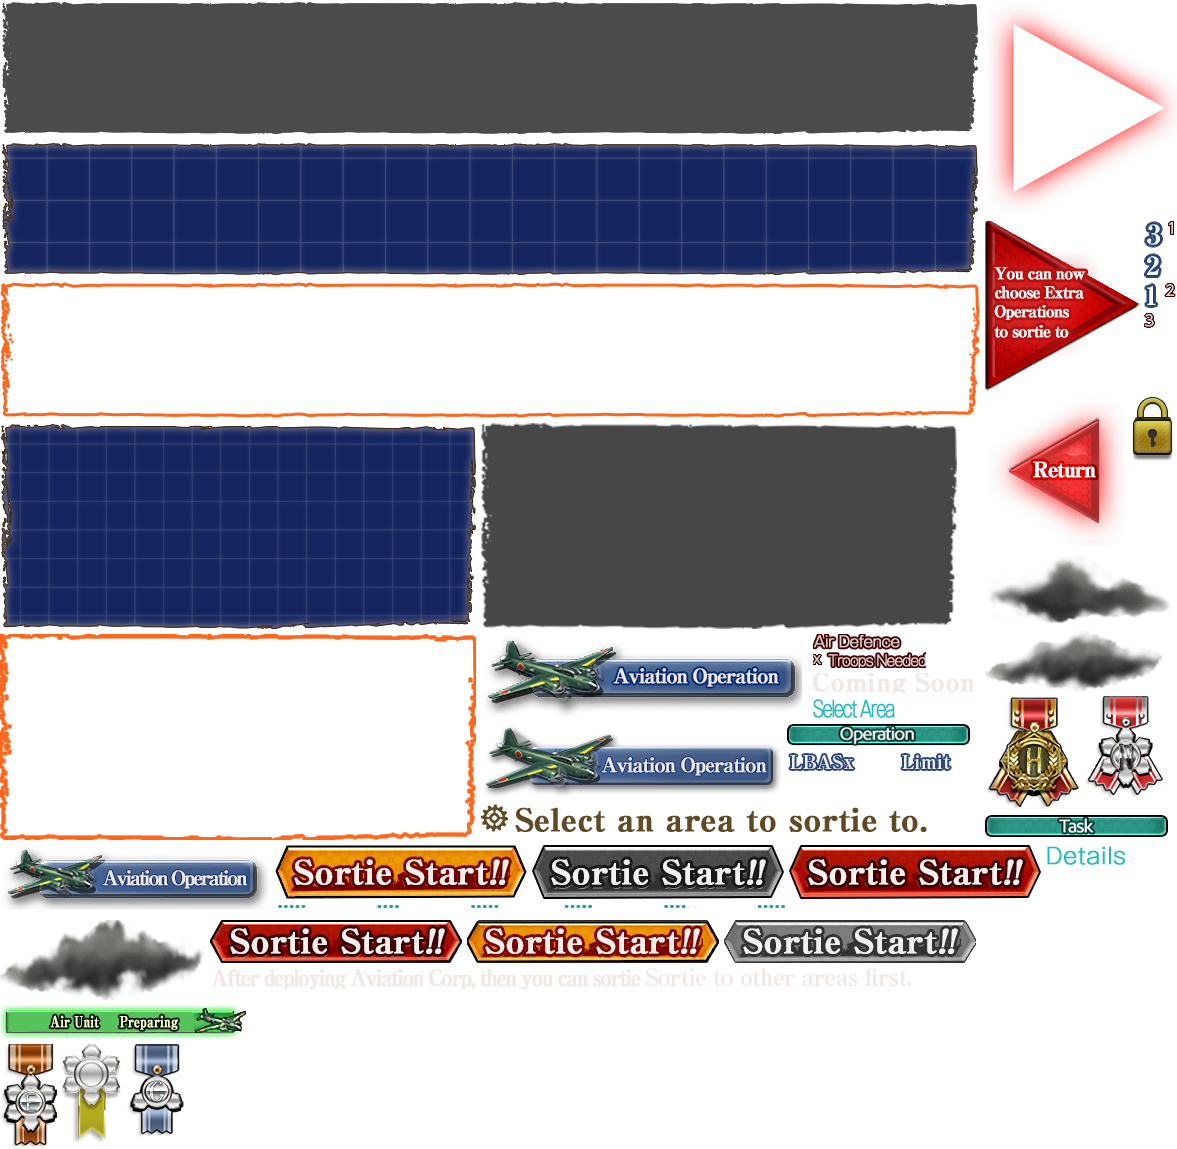 3 1
2
You can now
choose Extra
Operations
to sortie to
1 2
3
Return
Air Defence
x Troops Needed
Coming Soon
Select Area
Aviation Operation
Operation
LBASx Limit
Aviation Operation
H
N
Select an area to sortie to.
Task
Details
Aviation Operation
Sortie Start!!
Sortie Start!!
Sortie Start!!
Sortie Start!!
Sortie Start!!
Sortie Start!!
After deploying Aviation Corp, then you can sortie
Sortie to other areas first.
Air Unit Preparing
E
C